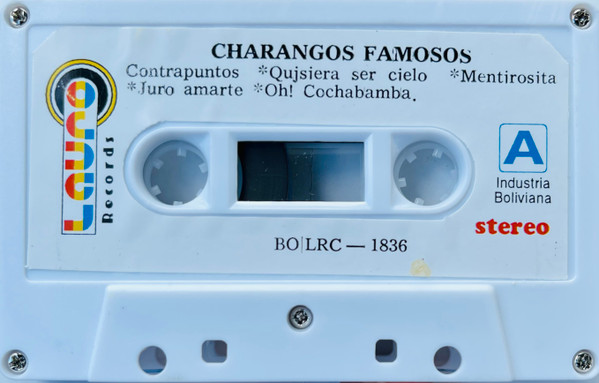 CHARANGOS FAMOSOS
Contrapuntos *Qujsiera ser cielo *Mentirosita
*Juro amarte *Oh! Cochabamba.
Lauro
Records
A
Industria
Boliviana
stereo
BO|LRC — 1836